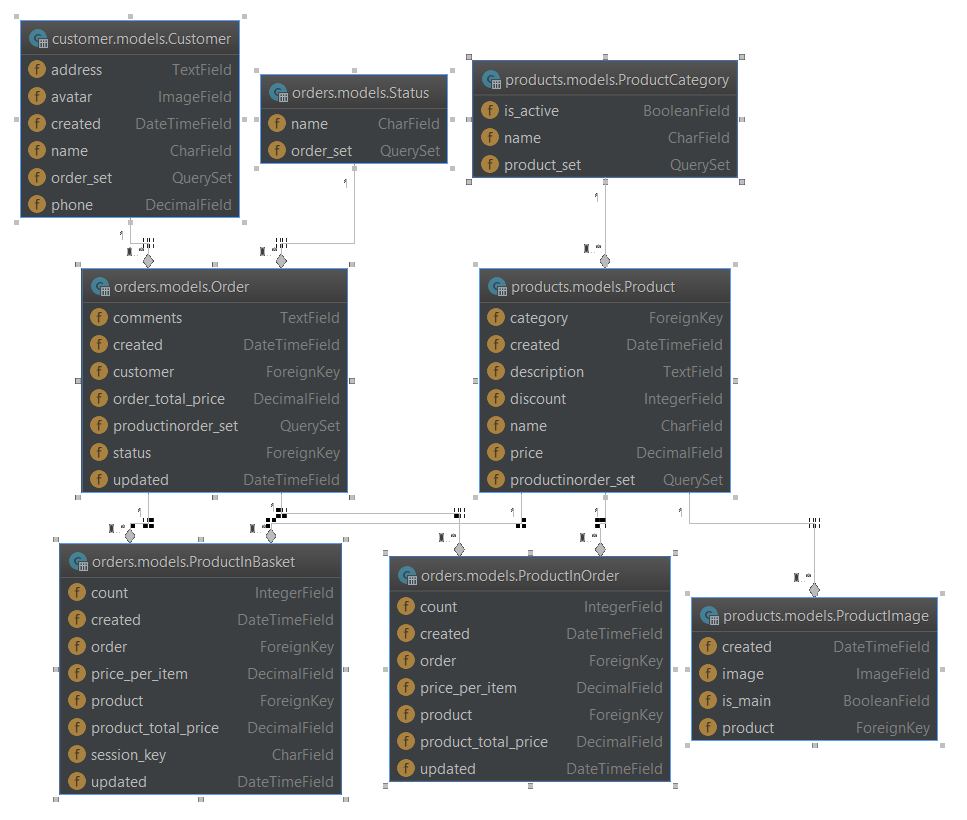 customer.models.Customer
address TextField
avatar ImageField
created DateTimeField
name CharField
order_set QuerySet
phone DecimalField
orders.models.Status
name CharField
order_set QuerySet
products.models.ProductCategory
is_active BooleanField
name CharField
product_set QuerySet
orders.models.Order
comments TextField
created DateTimeField
customer ForeignKey
order_total_price DecimalField
productinorder_set QuerySet
status ForeignKey
updated DateTimeField
products.models.Product
category ForeignKey
created DateTimeField
description TextField
discount IntegerField
name CharField
price DecimalField
productinorder_set QuerySet
orders.models.ProductInBasket
count IntegerField
created DateTimeField
order ForeignKey
price_per_item DecimalField
product ForeignKey
product_total_price DecimalField
session_key CharField
updated DateTimeField
orders.models.ProductInOrder
count IntegerField
created DateTimeField
order ForeignKey
price_per_item DecimalField
product ForeignKey
product_total_price DecimalField
updated DateTimeField
products.models.ProductImage
created DateTimeField
image ImageField
is_main BooleanField
product ForeignKey